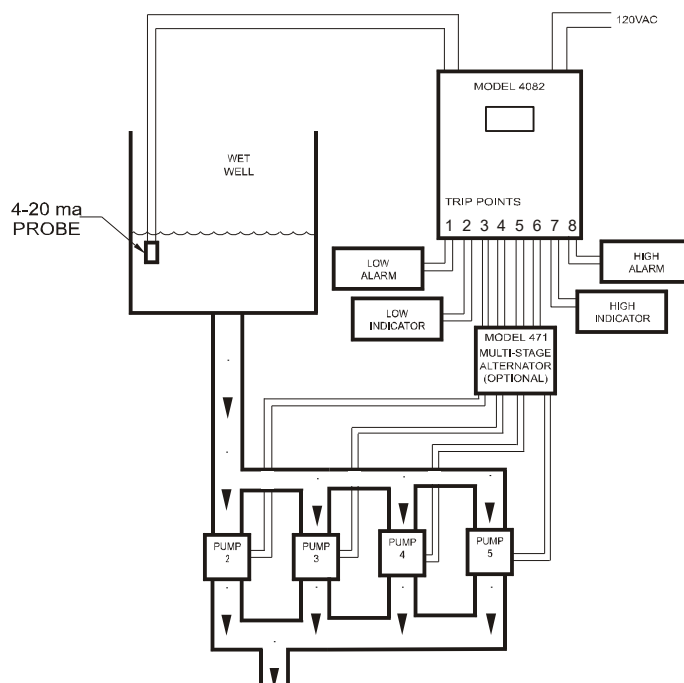 120VAC
MODEL 4082
WET
WELL
4-20 ma
PROBE
TRIP POINTS
1 2 3 4 5 6 7 8
LOW
ALARM
HIGH
ALARM
LOW
INDICATOR
HIGH
INDICATOR
MODEL 471
MULTI-STAGE
ALTERNATOR
(OPTIONAL)
PUMP
2
PUMP
3
PUMP
4
PUMP
5